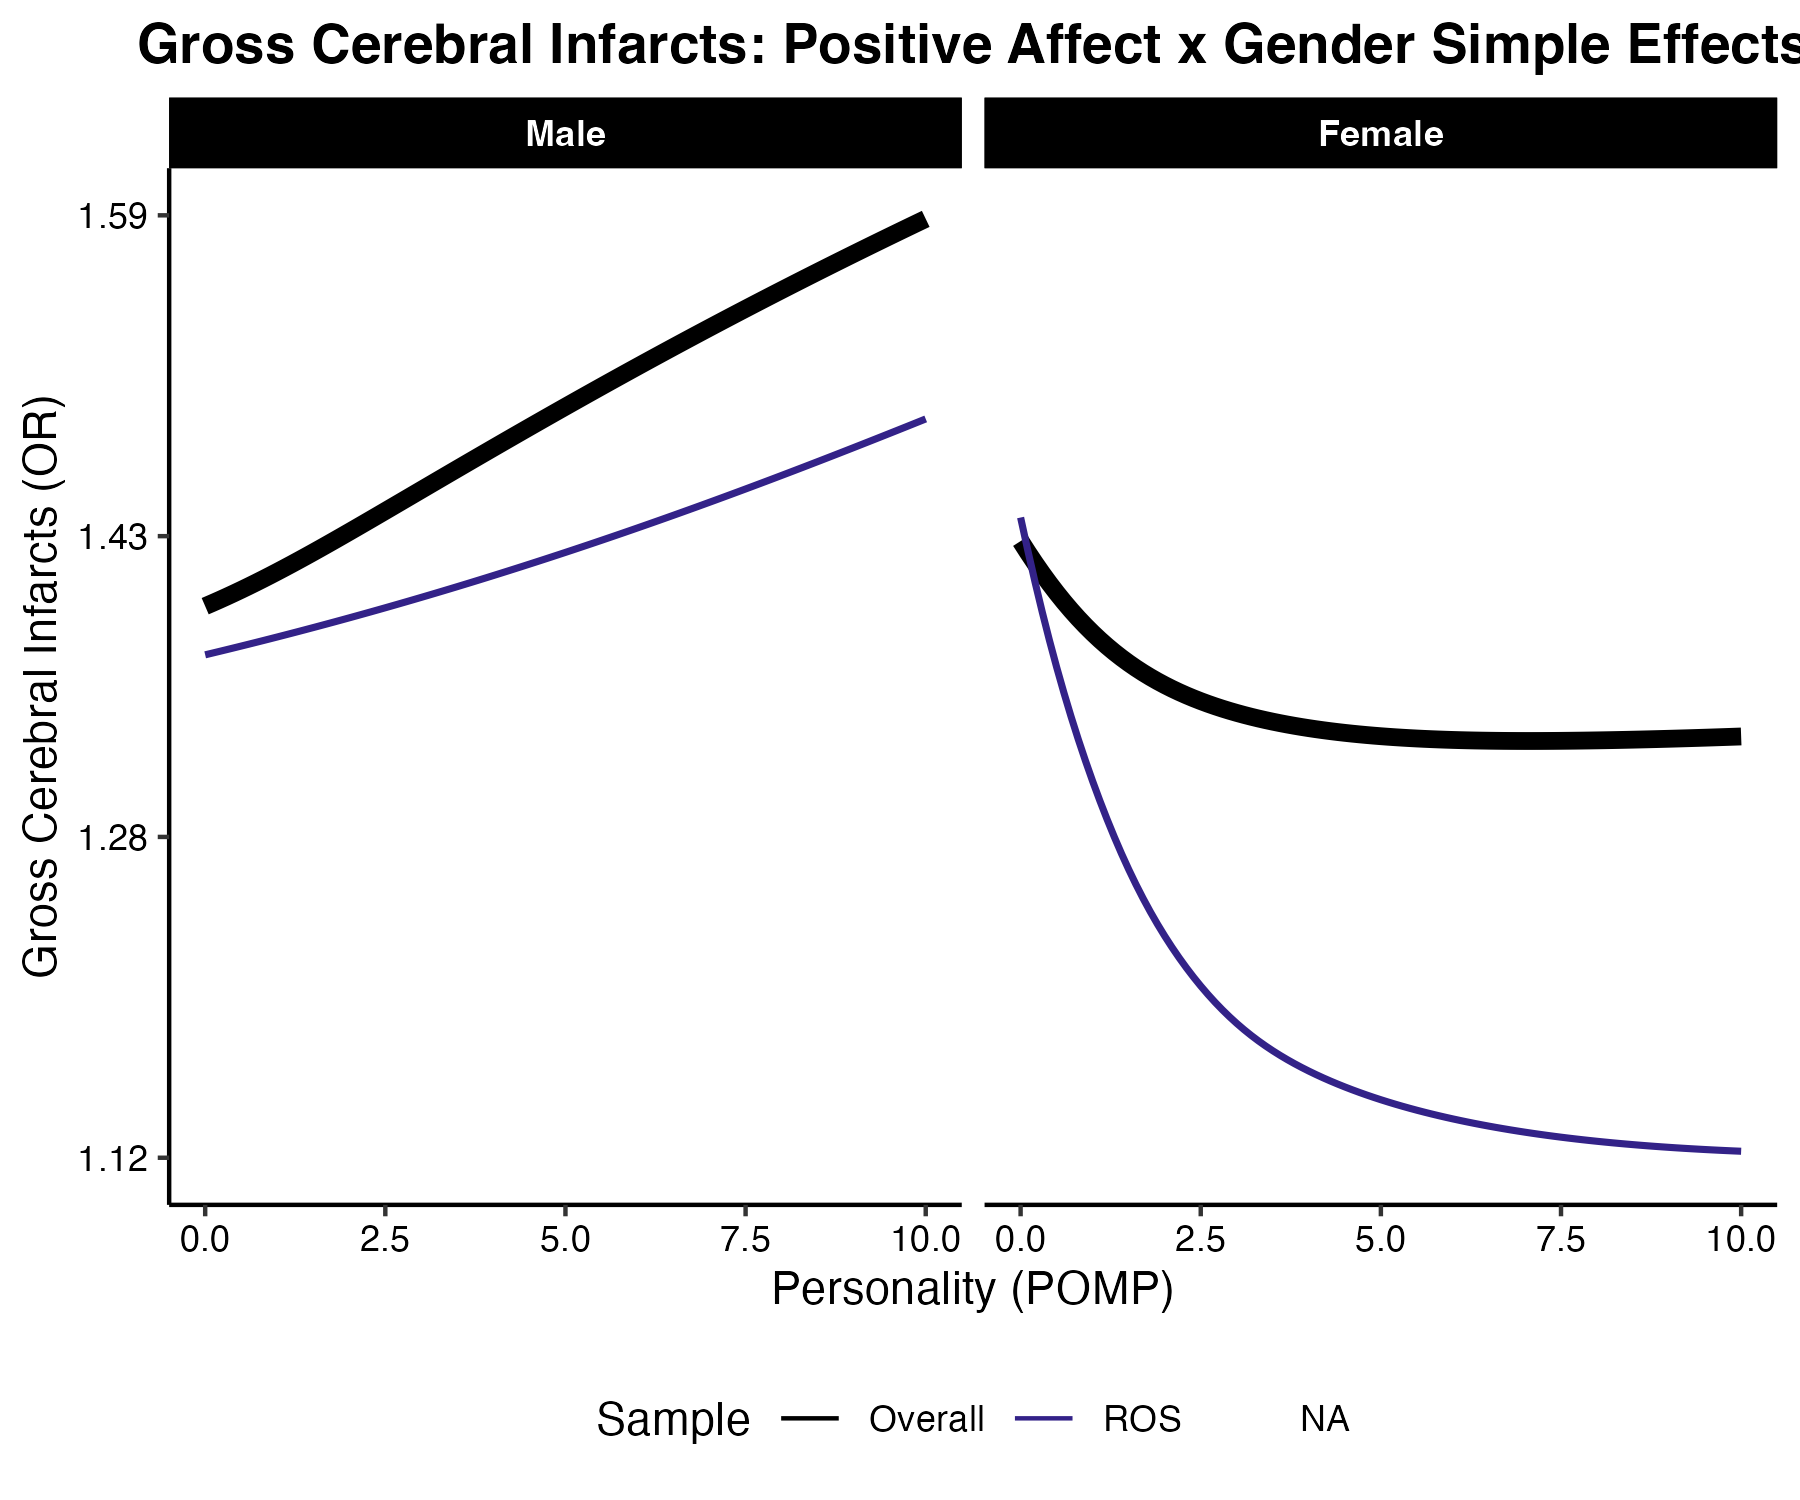 Gross Cerebral Infarcts: Positive Affect x Gender Simple Effects
Male
Female
Gross Cerebral Infarcts (OR)
1.59
1.43
1.28
1.12
0.0 2.5 5.0 7.5 10.0
0.0 2.5 5.0 7.5 10.0
Personality (POMP)
Sample Overall ROS NA